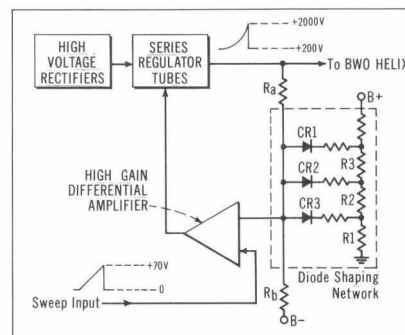 HIGH
VOLTAGE
RECTIFIERS
SERIES
REGULATOR
TUBES
+2000V
+200V
To BWO HELIX
Ra
B+
CR1
CR2
CR3
R3
R2
R1
HIGH GAIN
DIFFERENTIAL
AMPLIFIER
+70V
0
Sweep Input
Rb
B−
Diode Shaping
Network